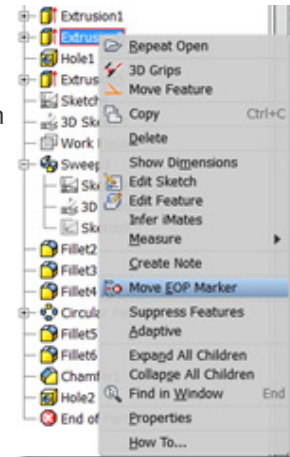 Extrusion1
Extrus
Repeat Open
Hole1
3D Grips
Extrus
Move Feature
Sketch
Copy Ctrl+C
3D Sk
Work
Delete
Sweep
Show Dimensions
Sk
Edit Sketch
3D
Edit Feature
Sk
Infer iMates
Measure
Fillet2
Create Note
Fillet3
Fillet4
Move EOP Marker
Circula
Suppress Features
Fillet5
Adaptive
Fillet6
Expand All Children
Chamf
Collapse All Children
Hole2
Find in Window End
End of
Properties
How To...